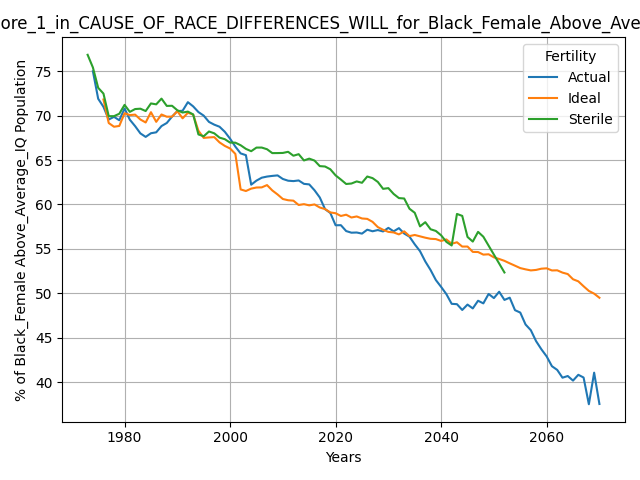 ore_1_in_CAUSE_OF_RACE_DIFFERENCES_WILL_for_Black_Female_Above_Ave
% of Black_Female Above_Average_IQ Population
75
70
65
60
55
50
45
40
Fertility
Actual
Ideal
Sterile
1980
2000
2020
2040
2060
Years